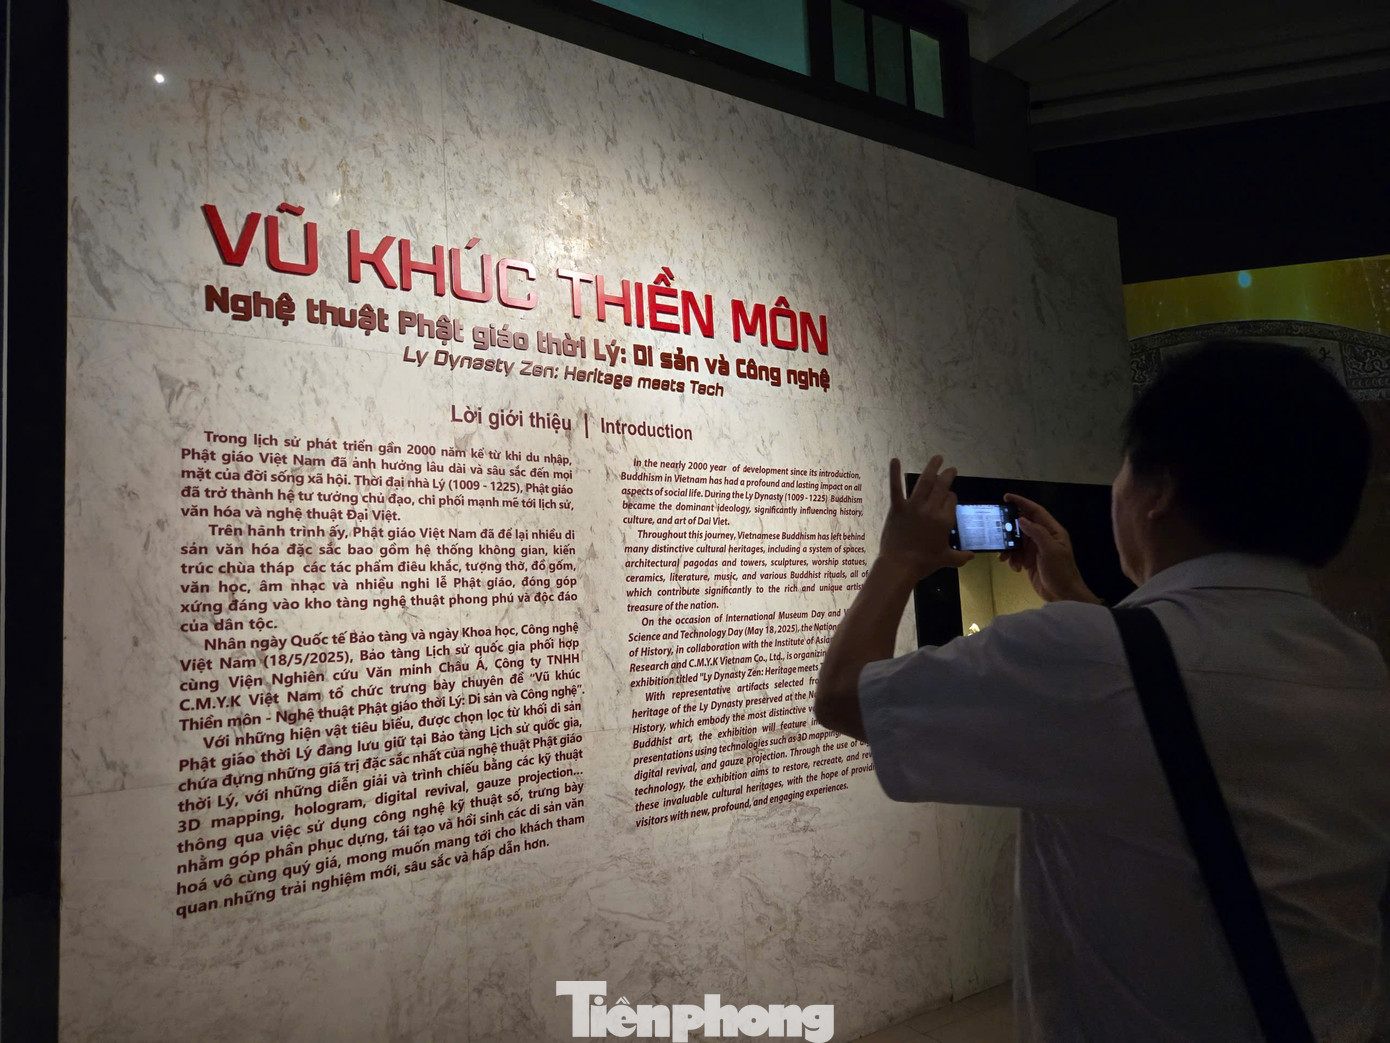 VŨ KHÚC THIỀN MÔN
Nghệ thuật Phật giáo thời Lý: Di sản và Công nghệ
Ly Dynasty Zen: Heritage meets Tech
Lời giới thiệu | Introduction
Trong lịch sử phát triển gần 2000 năm kể từ khi du nhập,
Phật giáo Việt Nam đã ảnh hưởng lâu dài và sâu sắc đến mọi
mặt của đời sống xã hội. Thời đại nhà Lý (1009 - 1225), Phật giáo
đã trở thành hệ tư tưởng chủ đạo, chi phối mạnh mẽ tới lịch sử,
văn hóa và nghệ thuật Đại Việt.
Trên hành trình ấy, Phật giáo Việt Nam đã để lại nhiều di
sản văn hóa đặc sắc bao gồm hệ thống không gian, kiến
trúc chùa tháp các tác phẩm điêu khắc, tượng thờ, đồ gốm,
văn học, âm nhạc và nhiều nghi lễ Phật giáo, đóng góp
xứng đáng vào kho tàng nghệ thuật phong phú và độc đáo
của dân tộc.
Nhân ngày Quốc tế Bảo tàng và ngày Khoa học, Công nghệ
Việt Nam (18/5/2025), Bảo tàng Lịch sử quốc gia phối hợp
cùng Viện Nghiên cứu Văn minh Châu Á, Công ty TNHH
C.M.Y.K Việt Nam tổ chức trưng bày chuyên đề "Vũ khúc
Thiền môn - Nghệ thuật Phật giáo thời Lý: Di sản và Công nghệ".
Với những hiện vật tiêu biểu, được chọn lọc từ khối di sản
Phật giáo thời Lý đang lưu giữ tại Bảo tàng Lịch sử quốc gia,
chứa đựng những giá trị đặc sắc nhất của nghệ thuật Phật giáo
thời Lý, với những diễn giải và trình chiếu bằng các kỹ thuật
3D mapping, hologram, digital revival, gauze projection...
thông qua việc sử dụng công nghệ kỹ thuật số, trưng bày
nhằm góp phần phục dựng, tái tạo và hồi sinh các di sản văn
hoá vô cùng quý giá, mong muốn mang tới cho khách tham
quan những trải nghiệm mới, sâu sắc và hấp dẫn hơn.
In the nearly 2000 year of development since its introduction,
Buddhism in Vietnam has had a profound and lasting impact on all
aspects of social life. During the Ly Dynasty (1009 - 1225) Buddhism
became the dominant ideology, significantly influencing history,
culture, and art of Dai Viet.
Throughout this journey, Vietnamese Buddhism has left behind
many distinctive cultural heritages, including a system of spaces,
architectural pagodas and towers, sculptures, worship statues,
ceramics, literature, music, and various Buddhist rituals, all of
which contribute significantly to the rich and unique artist
treasure of the nation.
On the occasion of International Museum Day and
Science and Technology Day (May 18, 2025), the Nation
of History, in collaboration with the Institute of Asia
Research and C.M.Y.K Vietnam Co., Ltd., is organizin
exhibition titled "Ly Dynasty Zen: Heritage meets
With representative artifacts selected fro
heritage of the Ly Dynasty preserved at the
History, which embody the most distinctive
Buddhist art, the exhibition will feature
presentations using technologies such as 3D mapping
digital revival, and gauze projection. Through the use of
technology, the exhibition aims to restore, recreate, and
these invaluable cultural heritages, with the hope of provid
visitors with new, profound, and engaging experiences.
Tiềnphong